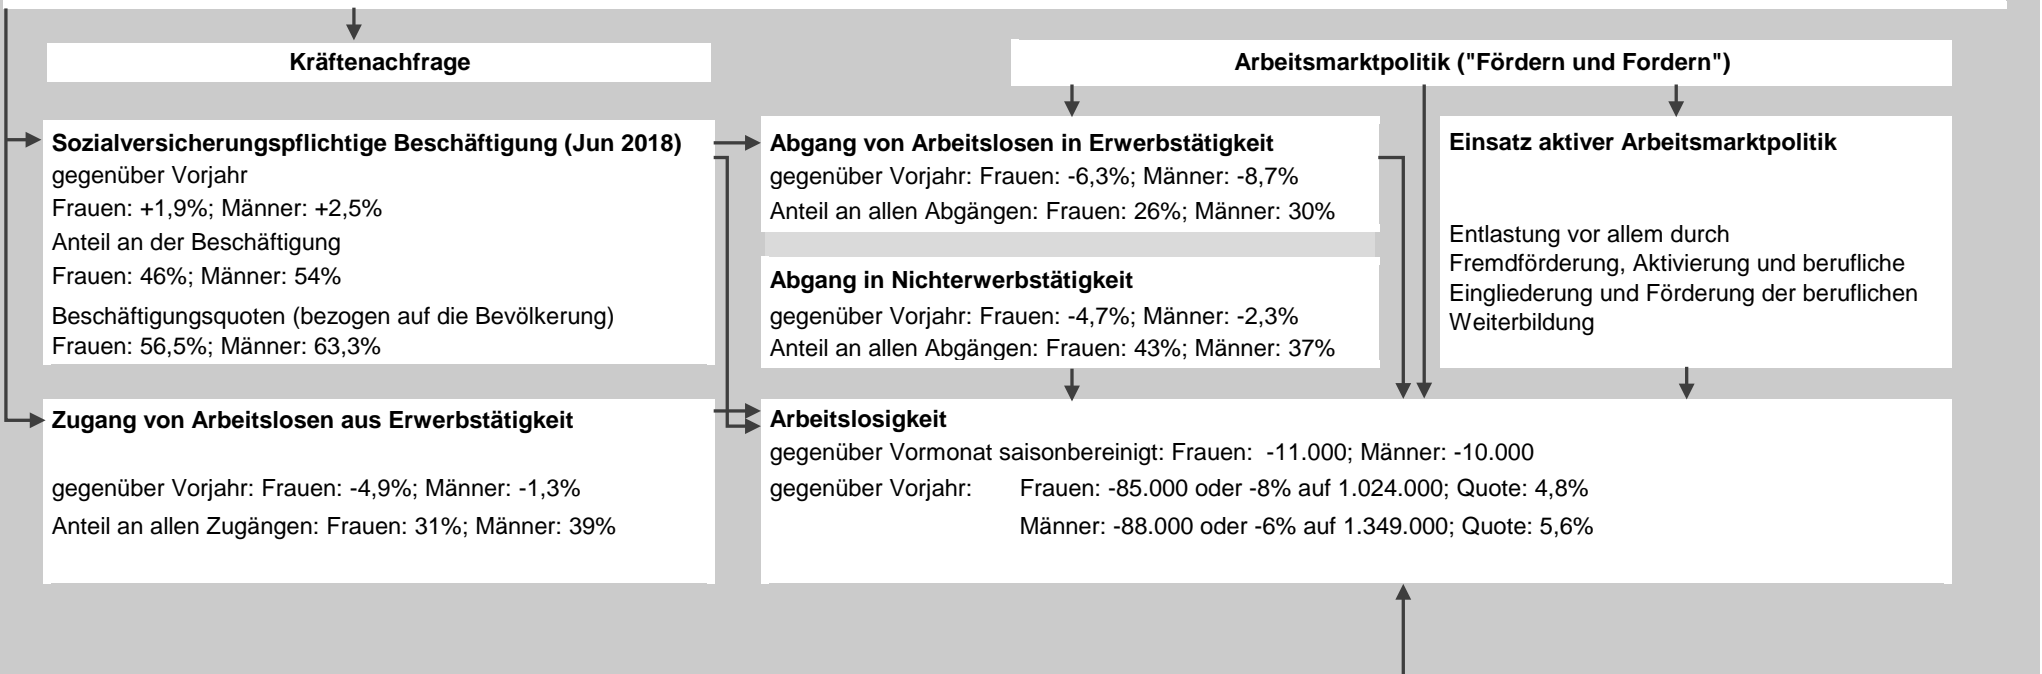 Kräftenachfrage
Arbeitsmarktpolitik ("Fördern und Fordern")
Sozialversicherungspflichtige Beschäftigung (Jun 2018)
gegenüber Vorjahr
Frauen: +1,9%; Männer: +2,5%
Anteil an der Beschäftigung
Frauen: 46%; Männer: 54%
Beschäftigungsquoten (bezogen auf die Bevölkerung)
Frauen: 56,5%; Männer: 63,3%
Abgang von Arbeitslosen in Erwerbstätigkeit
gegenüber Vorjahr: Frauen: -6,3%; Männer: -8,7%
Anteil an allen Abgängen: Frauen: 26%; Männer: 30%
Abgang in Nichterwerbstätigkeit
gegenüber Vorjahr: Frauen: -4,7%; Männer: -2,3%
Anteil an allen Abgängen: Frauen: 43%; Männer: 37%
Einsatz aktiver Arbeitsmarktpolitik
Entlastung vor allem durch
Fremdförderung, Aktivierung und berufliche
Eingliederung und Förderung der beruflichen
Weiterbildung
Zugang von Arbeitslosen aus Erwerbstätigkeit
gegenüber Vorjahr: Frauen: -4,9%; Männer: -1,3%
Anteil an allen Zugängen: Frauen: 31%; Männer: 39%
Arbeitslosigkeit
gegenüber Vormonat saisonbereinigt: Frauen: -11.000; Männer: -10.000
gegenüber Vorjahr: Frauen: -85.000 oder -8% auf 1.024.000; Quote: 4,8%
Männer: -88.000 oder -6% auf 1.349.000; Quote: 5,6%